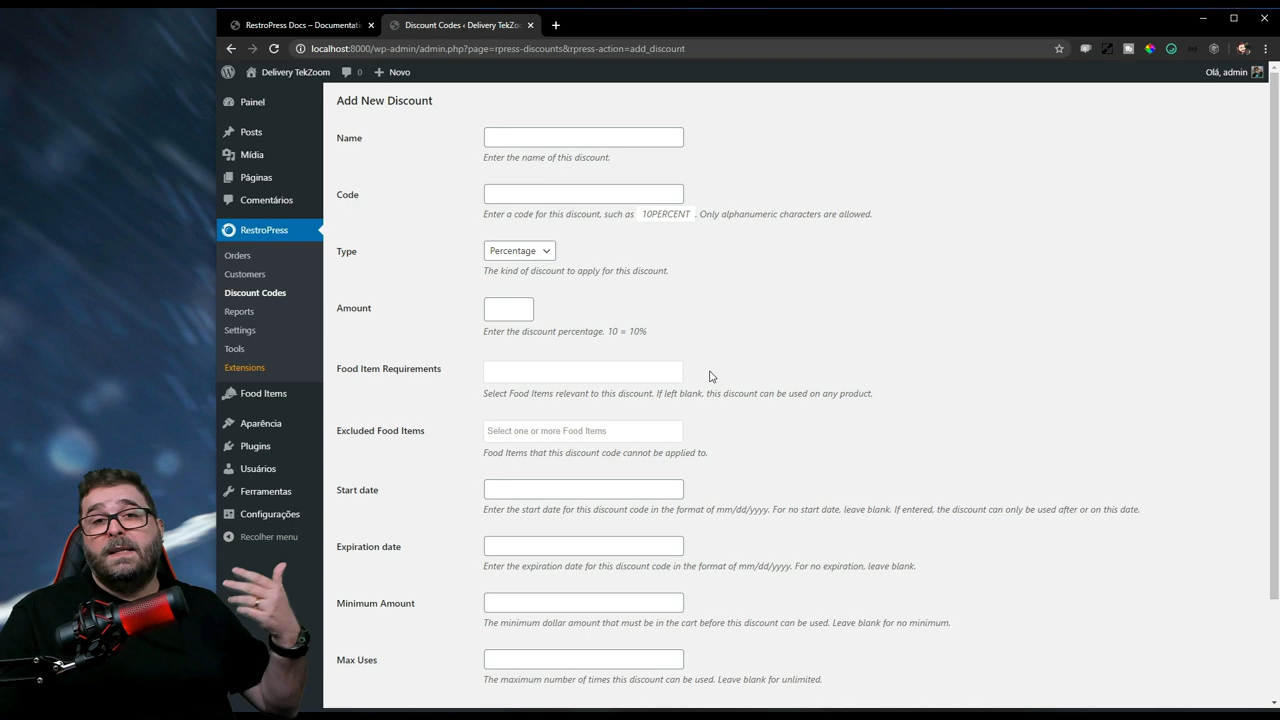 RestroPress Docs – Documentati
Discount Codes ‹ Delivery TekZo
localhost:8000/wp-admin/admin.php?page=rpress-discounts&rpress-action=add_discount
Delivery TekZoom
0
Novo
Olá, admin
Painel
Posts
Mídia
Páginas
Comentários
RestroPress
Orders
Customers
Discount Codes
Reports
Settings
Tools
Extensions
Food Items
Aparência
Plugins
Usuários
Ferramentas
Configurações
Recolher menu
Add New Discount
Name
Enter the name of this discount.
Code
Enter a code for this discount, such as 10PERCENT . Only alphanumeric characters are allowed.
Type
Percentage
The kind of discount to apply for this discount.
Amount
Enter the discount percentage. 10 = 10%
Food Item Requirements
Select Food Items relevant to this discount. If left blank, this discount can be used on any product.
Excluded Food Items
Select one or more Food Items
Food Items that this discount code cannot be applied to.
Start date
Enter the start date for this discount code in the format of mm/dd/yyyy. For no start date, leave blank. If entered, the discount can only be used after or on this date.
Expiration date
Enter the expiration date for this discount code in the format of mm/dd/yyyy. For no expiration, leave blank.
Minimum Amount
The minimum dollar amount that must be in the cart before this discount can be used. Leave blank for no minimum.
Max Uses
The maximum number of times this discount can be used. Leave blank for unlimited.